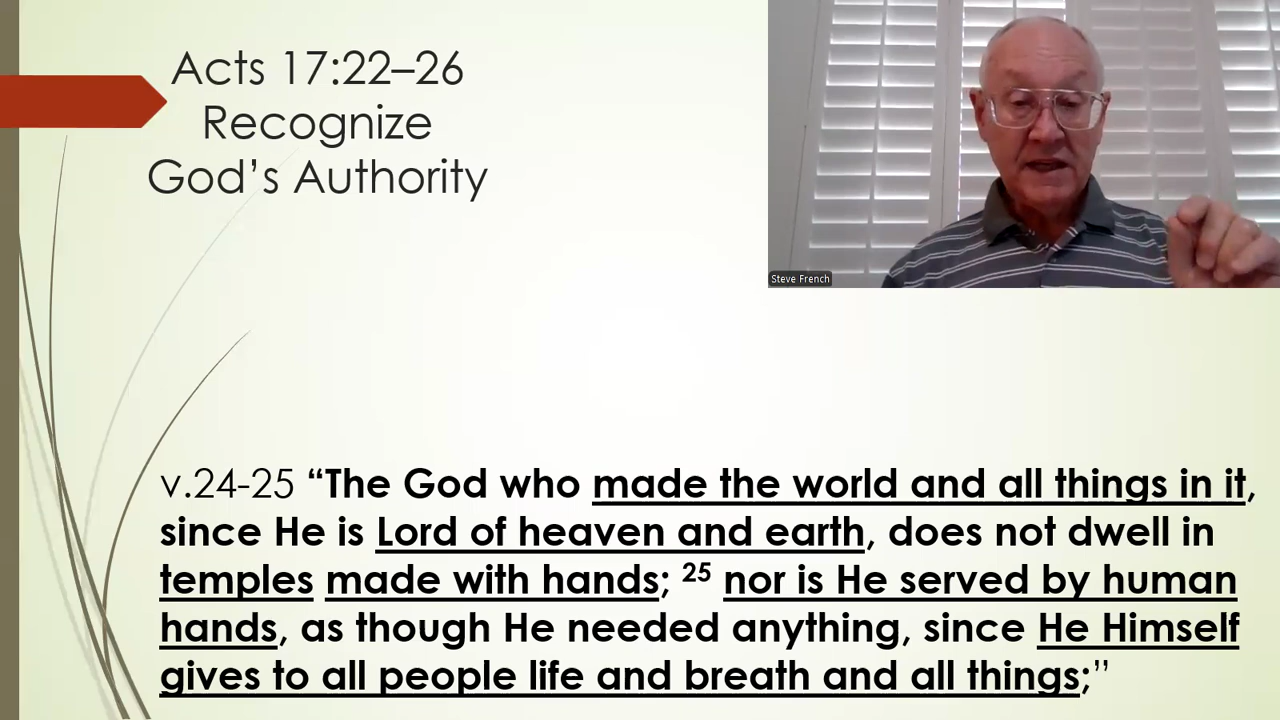 Acts 17:22–26
Recognize
God’s Authority
Steve French
v.24-25 “The God who made the world and all things in it,
since He is Lord of heaven and earth, does not dwell in
temples made with hands; ²⁵ nor is He served by human
hands, as though He needed anything, since He Himself
gives to all people life and breath and all things;”